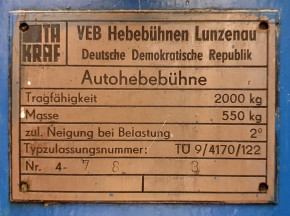 TAKRAF
VEB Hebebühnen Lunzenau
Deutsche Demokratische Republik
Autohebebühne
Tragfähigkeit 2000 kg
Masse 550 kg
zul. Neigung bei Belastung 2°
Typzulassungsnummer: TÜ 9/4170/122
Nr. 4- 7 8